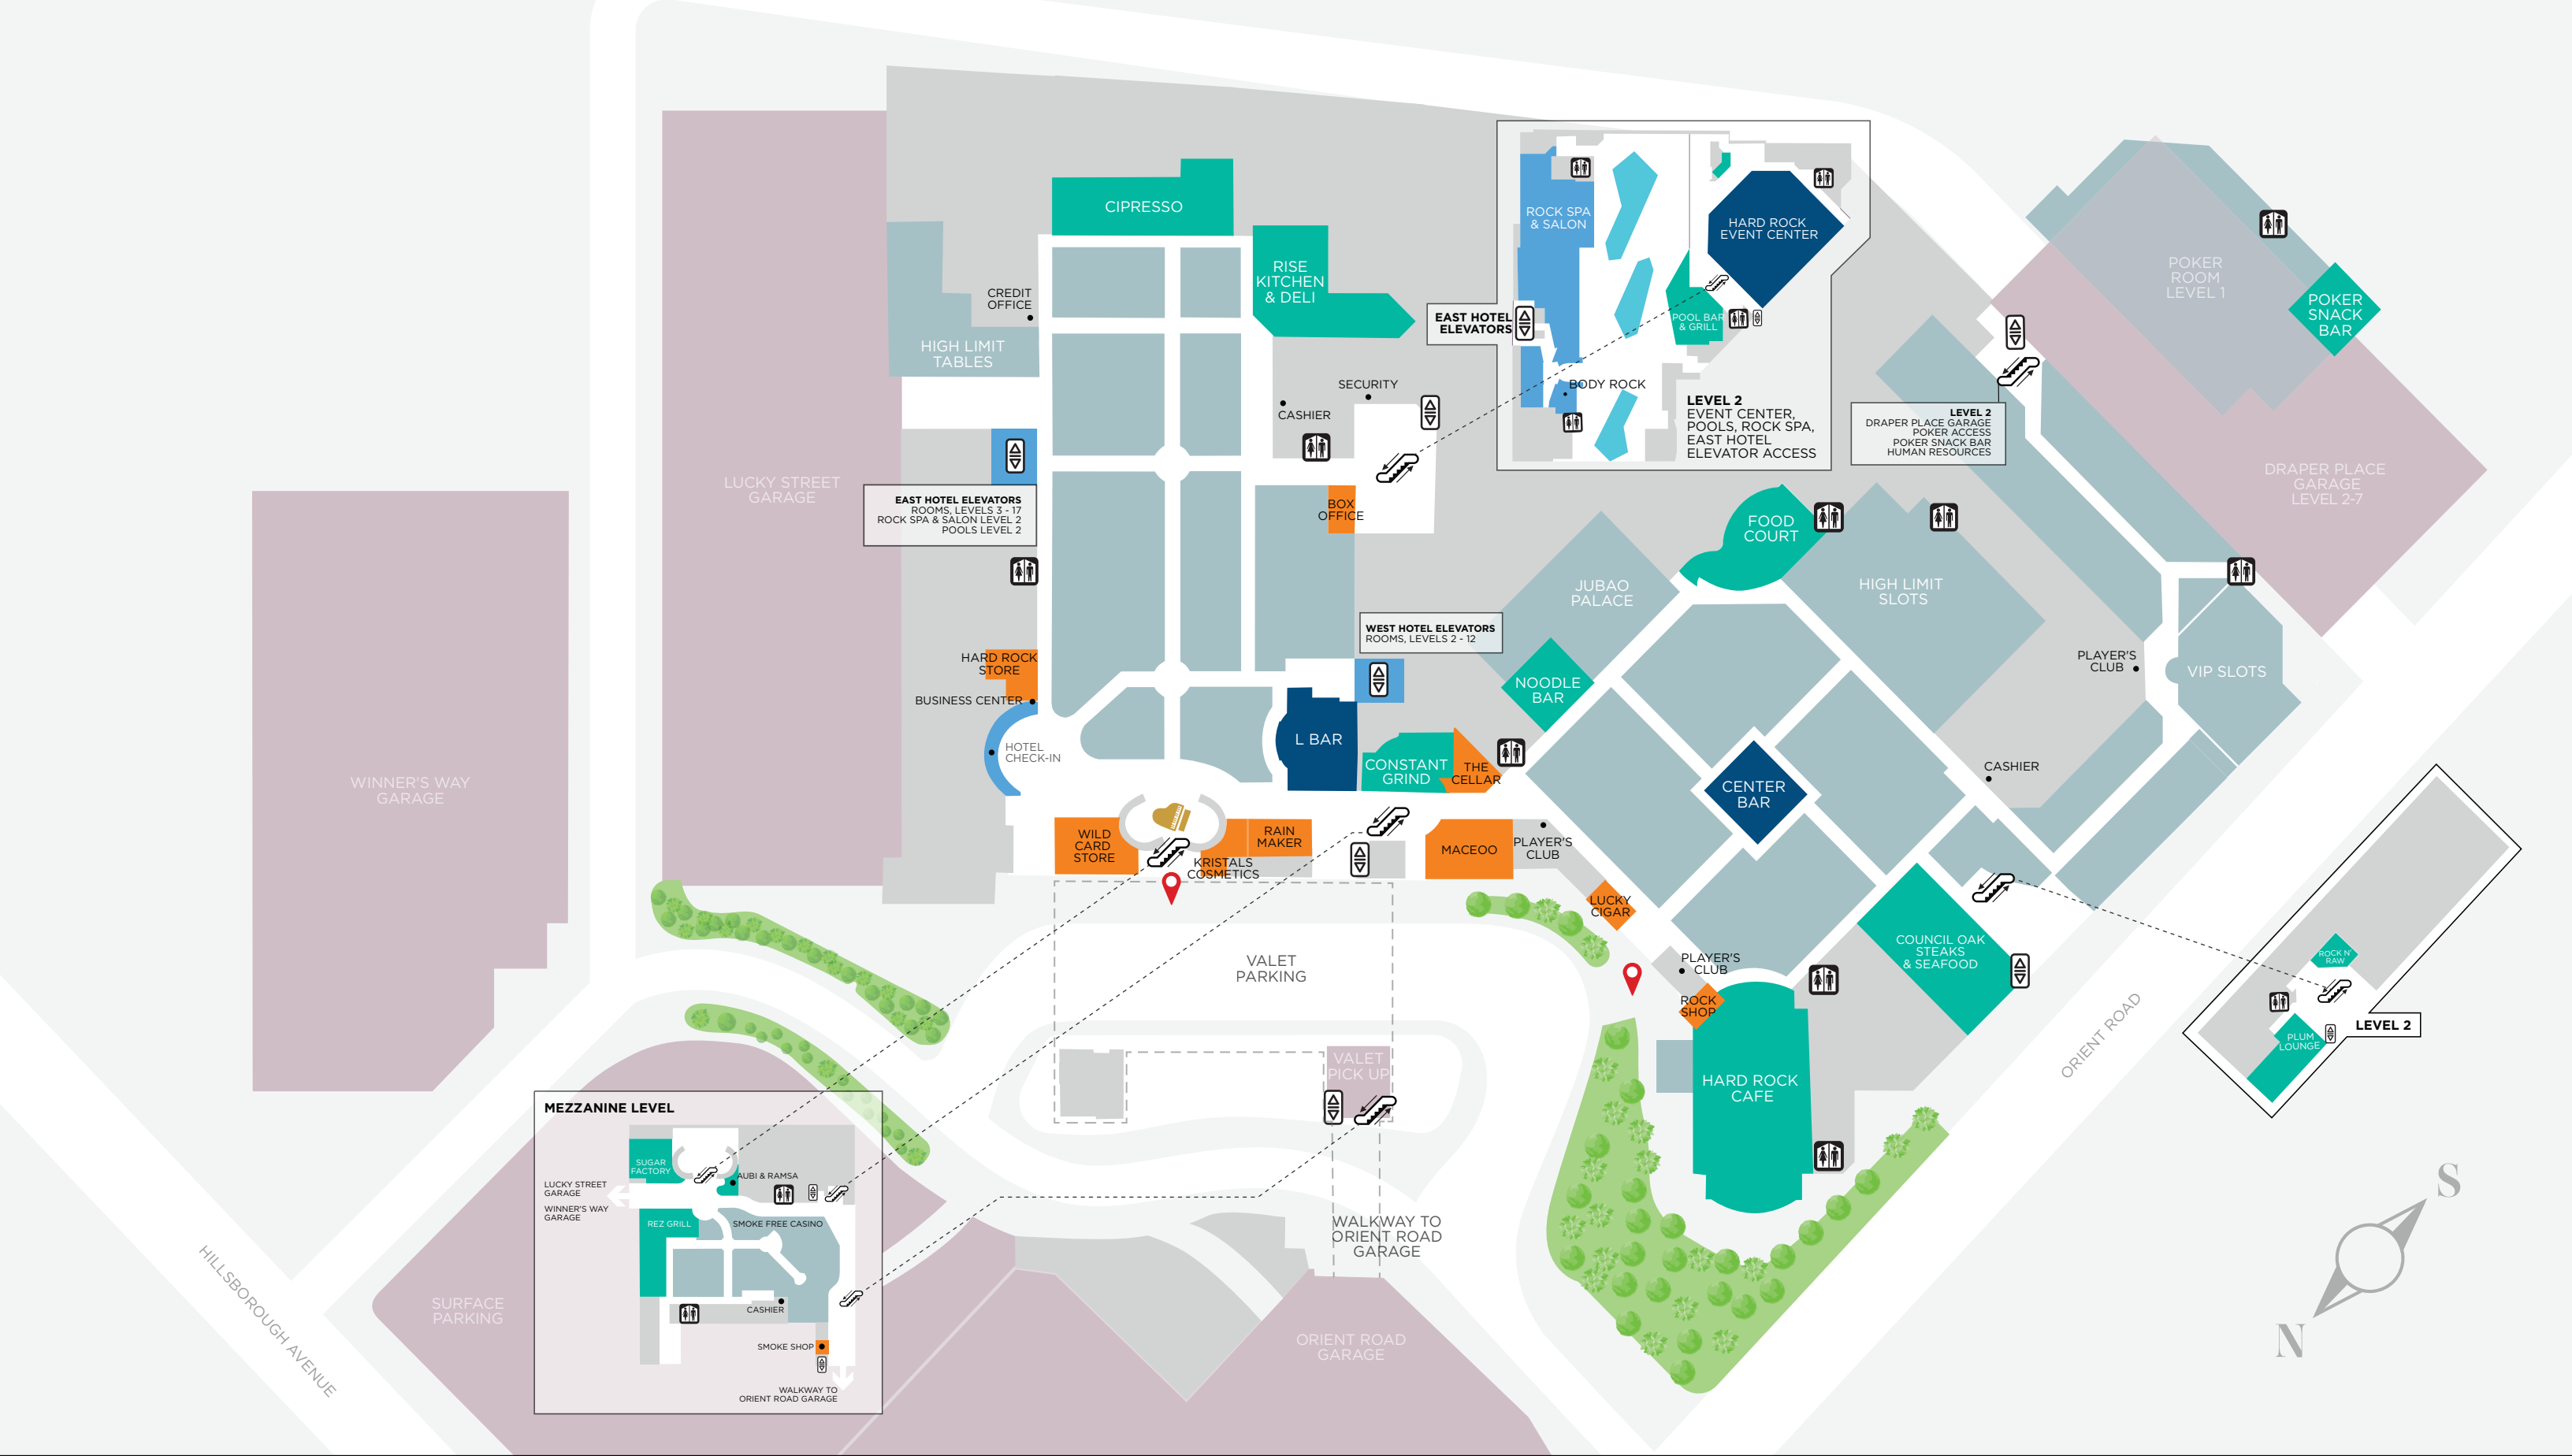 CIPRESSO
RISE
KITCHEN
& DELI
CREDIT
OFFICE
HIGH LIMIT
TABLES
SECURITY
CASHIER
LUCKY STREET
GARAGE
EAST HOTEL ELEVATORS
ROOMS, LEVELS 3 - 17
ROCK SPA & SALON LEVEL 2
POOLS LEVEL 2
BOX
OFFICE
WEST HOTEL ELEVATORS
ROOMS, LEVELS 2 - 12
HARD ROCK
STORE
BUSINESS CENTER
HOTEL
CHECK-IN
L BAR
CONSTANT
GRIND
THE
CELLAR
WILD
CARD
STORE
KRISTALS
COSMETICS
RAIN
MAKER
MACEOO
PLAYER'S
CLUB
WINNER'S WAY
GARAGE
ROCK SPA
& SALON
HARD ROCK
EVENT CENTER
POOL BAR
& GRILL
EAST HOTEL
ELEVATORS
BODY ROCK
LEVEL 2
EVENT CENTER,
POOLS, ROCK SPA,
EAST HOTEL
ELEVATOR ACCESS
LEVEL 2
DRAPER PLACE GARAGE
POKER ACCESS
POKER SNACK BAR
HUMAN RESOURCES
POKER
ROOM
LEVEL 1
POKER
SNACK
BAR
DRAPER PLACE
GARAGE
LEVEL 2-7
FOOD
COURT
JUBAO
PALACE
HIGH LIMIT
SLOTS
NOODLE
BAR
PLAYER'S
CLUB
VIP SLOTS
CASHIER
CENTER
BAR
LUCKY
CIGAR
PLAYER'S
CLUB
ROCK
SHOP
COUNCIL OAK
STEAKS
& SEAFOOD
HARD ROCK
CAFE
ORIENT ROAD
ROCK N'
RAW
PLUM
LOUNGE
LEVEL 2
VALET
PARKING
VALET
PICK UP
WALKWAY TO
ORIENT ROAD
GARAGE
ORIENT ROAD
GARAGE
MEZZANINE LEVEL
SUGAR
FACTORY
AUBI & RAMSA
LUCKY STREET
GARAGE
WINNER'S WAY
GARAGE
REZ GRILL
SMOKE FREE CASINO
CASHIER
SMOKE SHOP
WALKWAY TO
ORIENT ROAD GARAGE
SURFACE
PARKING
HILLSBOROUGH AVENUE
S
N